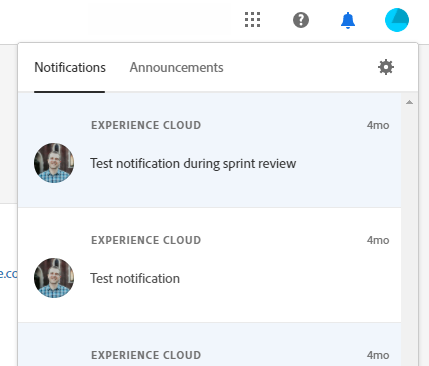 Notifications Announcements
EXPERIENCE CLOUD 4mo
Test notification during sprint review
EXPERIENCE CLOUD 4mo
e.co
Test notification
EXPERIENCE CLOUD 4mo